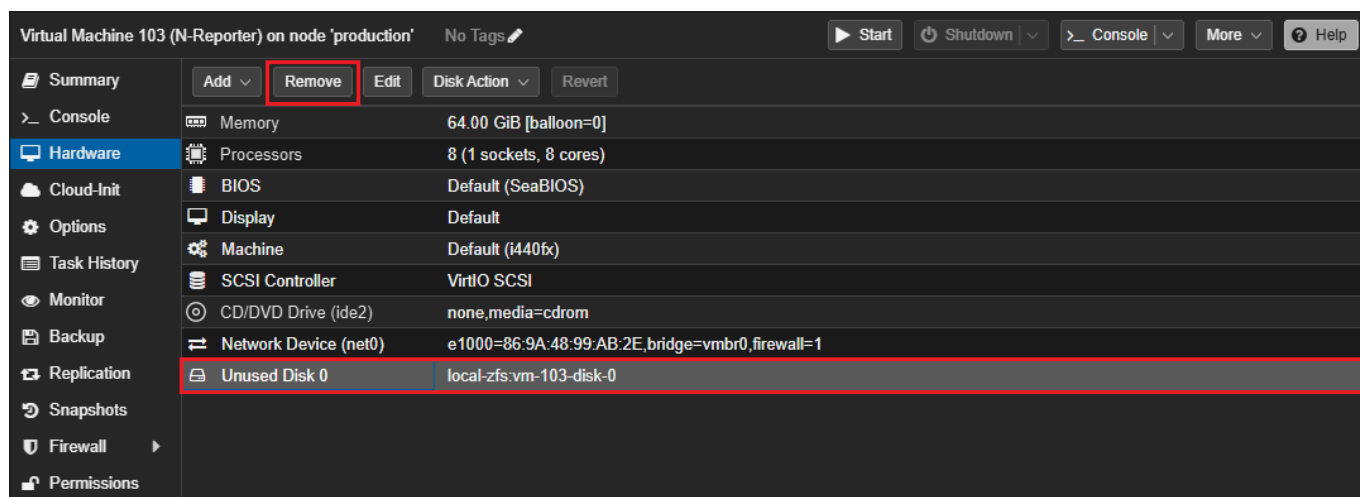 Virtual Machine 103 (N-Reporter) on node 'production' No Tags Start Shutdown Console More Help
Summary
Console
Hardware
Cloud-Init
Options
Task History
Monitor
Backup
Replication
Snapshots
Firewall
Permissions
Add Remove Edit Disk Action Revert
Memory 64.00 GiB [balloon=0]
Processors 8 (1 sockets, 8 cores)
BIOS Default (SeaBIOS)
Display Default
Machine Default (i440fx)
SCSI Controller VirtIO SCSI
CD/DVD Drive (ide2) none,media=cdrom
Network Device (net0) e1000=86:9A:48:99:AB:2E,bridge=vmbr0,firewall=1
Unused Disk 0 local-zfs:vm-103-disk-0